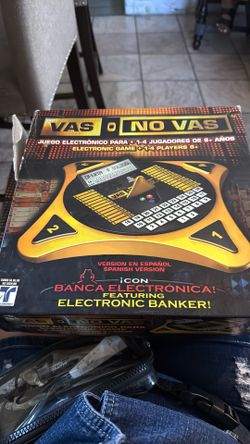 VAS O NO VAS
JUEGO ELECTRÓNICO PARA • 1-4 JUGADORES DE 8+ AÑOS
ELECTRONIC GAME • 1-4 PLAYERS 8+
2
1
VERSION EN ESPAÑOL
SPANISH VERSION
¡CON
BANCA ELECTRÓNICA!
FEATURING
ELECTRONIC BANKER!